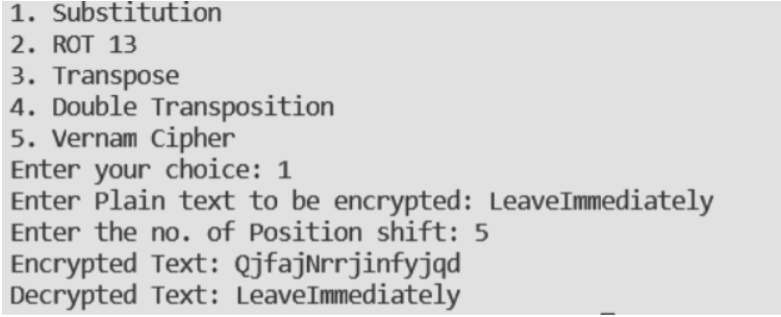 1. Substitution
2. ROT 13
3. Transpose
4. Double Transposition
5. Vernam Cipher
Enter your choice: 1
Enter Plain text to be encrypted: LeaveImmediately
Enter the no. of Position shift: 5
Encrypted Text: QjfajNrrjinfyjqd
Decrypted Text: LeaveImmediately